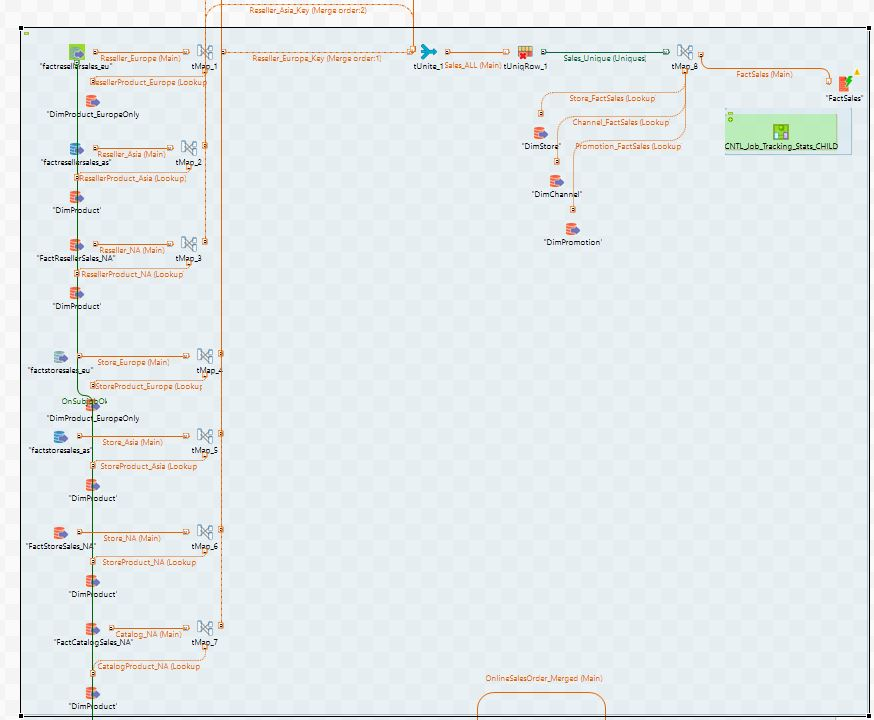 Reseller_Asia_Key (Merge order:2)
Reseller_Europe (Main)
Reseller_Europe_Key (Merge order:1)
Sales_ALL (Main)
Sales_Unique (Uniques)
"factresellersales_eu"
tMap_1
tUnite_1
tUniqRow_1
tMap_8
FactSales (Main)
"FactSales"
ResellerProduct_Europe (Lookup
"DimProduct_EuropeOnly
Store_FactSales (Lookup
Channel_FactSales (Lookup
"DimStore"
Promotion_FactSales (Lookup
CNTL_Job_Tracking_Stats_CHILD
Reseller_Asia (Main)
"factresellersales_as"
tMap_2
ResellerProduct_Asia (Lookup)
"DimChannel"
"DimProduct"
"DimPromotion'
Reseller_NA (Main)
"FactResellerSales_NA"
tMap_3
ResellerProduct_NA (Lookup
"DimProduct'
Store_Europe (Main)
"factstoresales_eu"
tMap_4
StoreProduct_Europe (Lookup
OnSubjobOk
"DimProduct_EuropeOnly
Store_Asia (Main)
"factstoresales_as"
tMap_5
StoreProduct_Asia (Lookup
"DimProduct'
Store_NA (Main)
"FactStoreSales_NA"
tMap_6
StoreProduct_NA (Lookup
"DimProduct'
Catalog_NA (Main)
"FactCatalogSales_NA"
tMap_7
CatalogProduct_NA (Lookup
OnlineSalesOrder_Merged (Main)
"DimProduct'